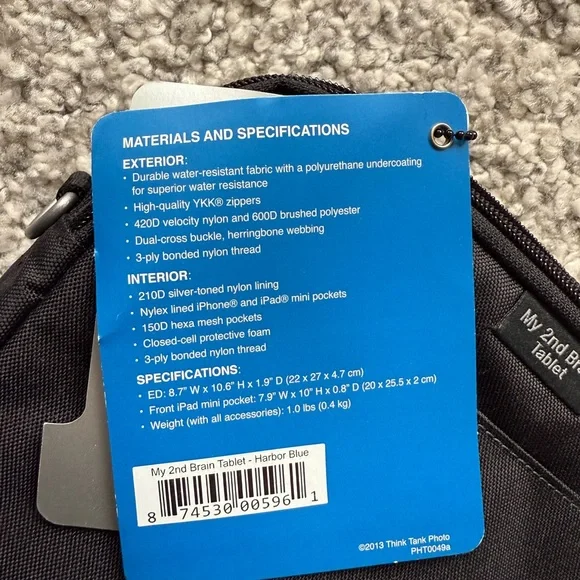 MATERIALS AND SPECIFICATIONS
EXTERIOR:
• Durable water-resistant fabric with a polyurethane undercoating
for superior water resistance
• High-quality YKK® zippers
• 420D velocity nylon and 600D brushed polyester
• Dual-cross buckle, herringbone webbing
• 3-ply bonded nylon thread
INTERIOR:
• 210D silver-toned nylon lining
• Nylex lined iPhone® and iPad® mini pockets
• 150D hexa mesh pockets
• Closed-cell protective foam
• 3-ply bonded nylon thread
SPECIFICATIONS:
• ED: 8.7” W x 10.6” H x 1.9” D (22 x 27 x 4.7 cm)
• Front iPad mini pocket: 7.9” W x 10” H x 0.8” D (20 x 25.5 x 2 cm)
• Weight (with all accessories): 1.0 lbs (0.4 kg)
My 2nd Brain Tablet - Harbor Blue
8 74530 00596 1
©2013 Think Tank Photo
PHT0049a
My 2nd Bra
Tablet